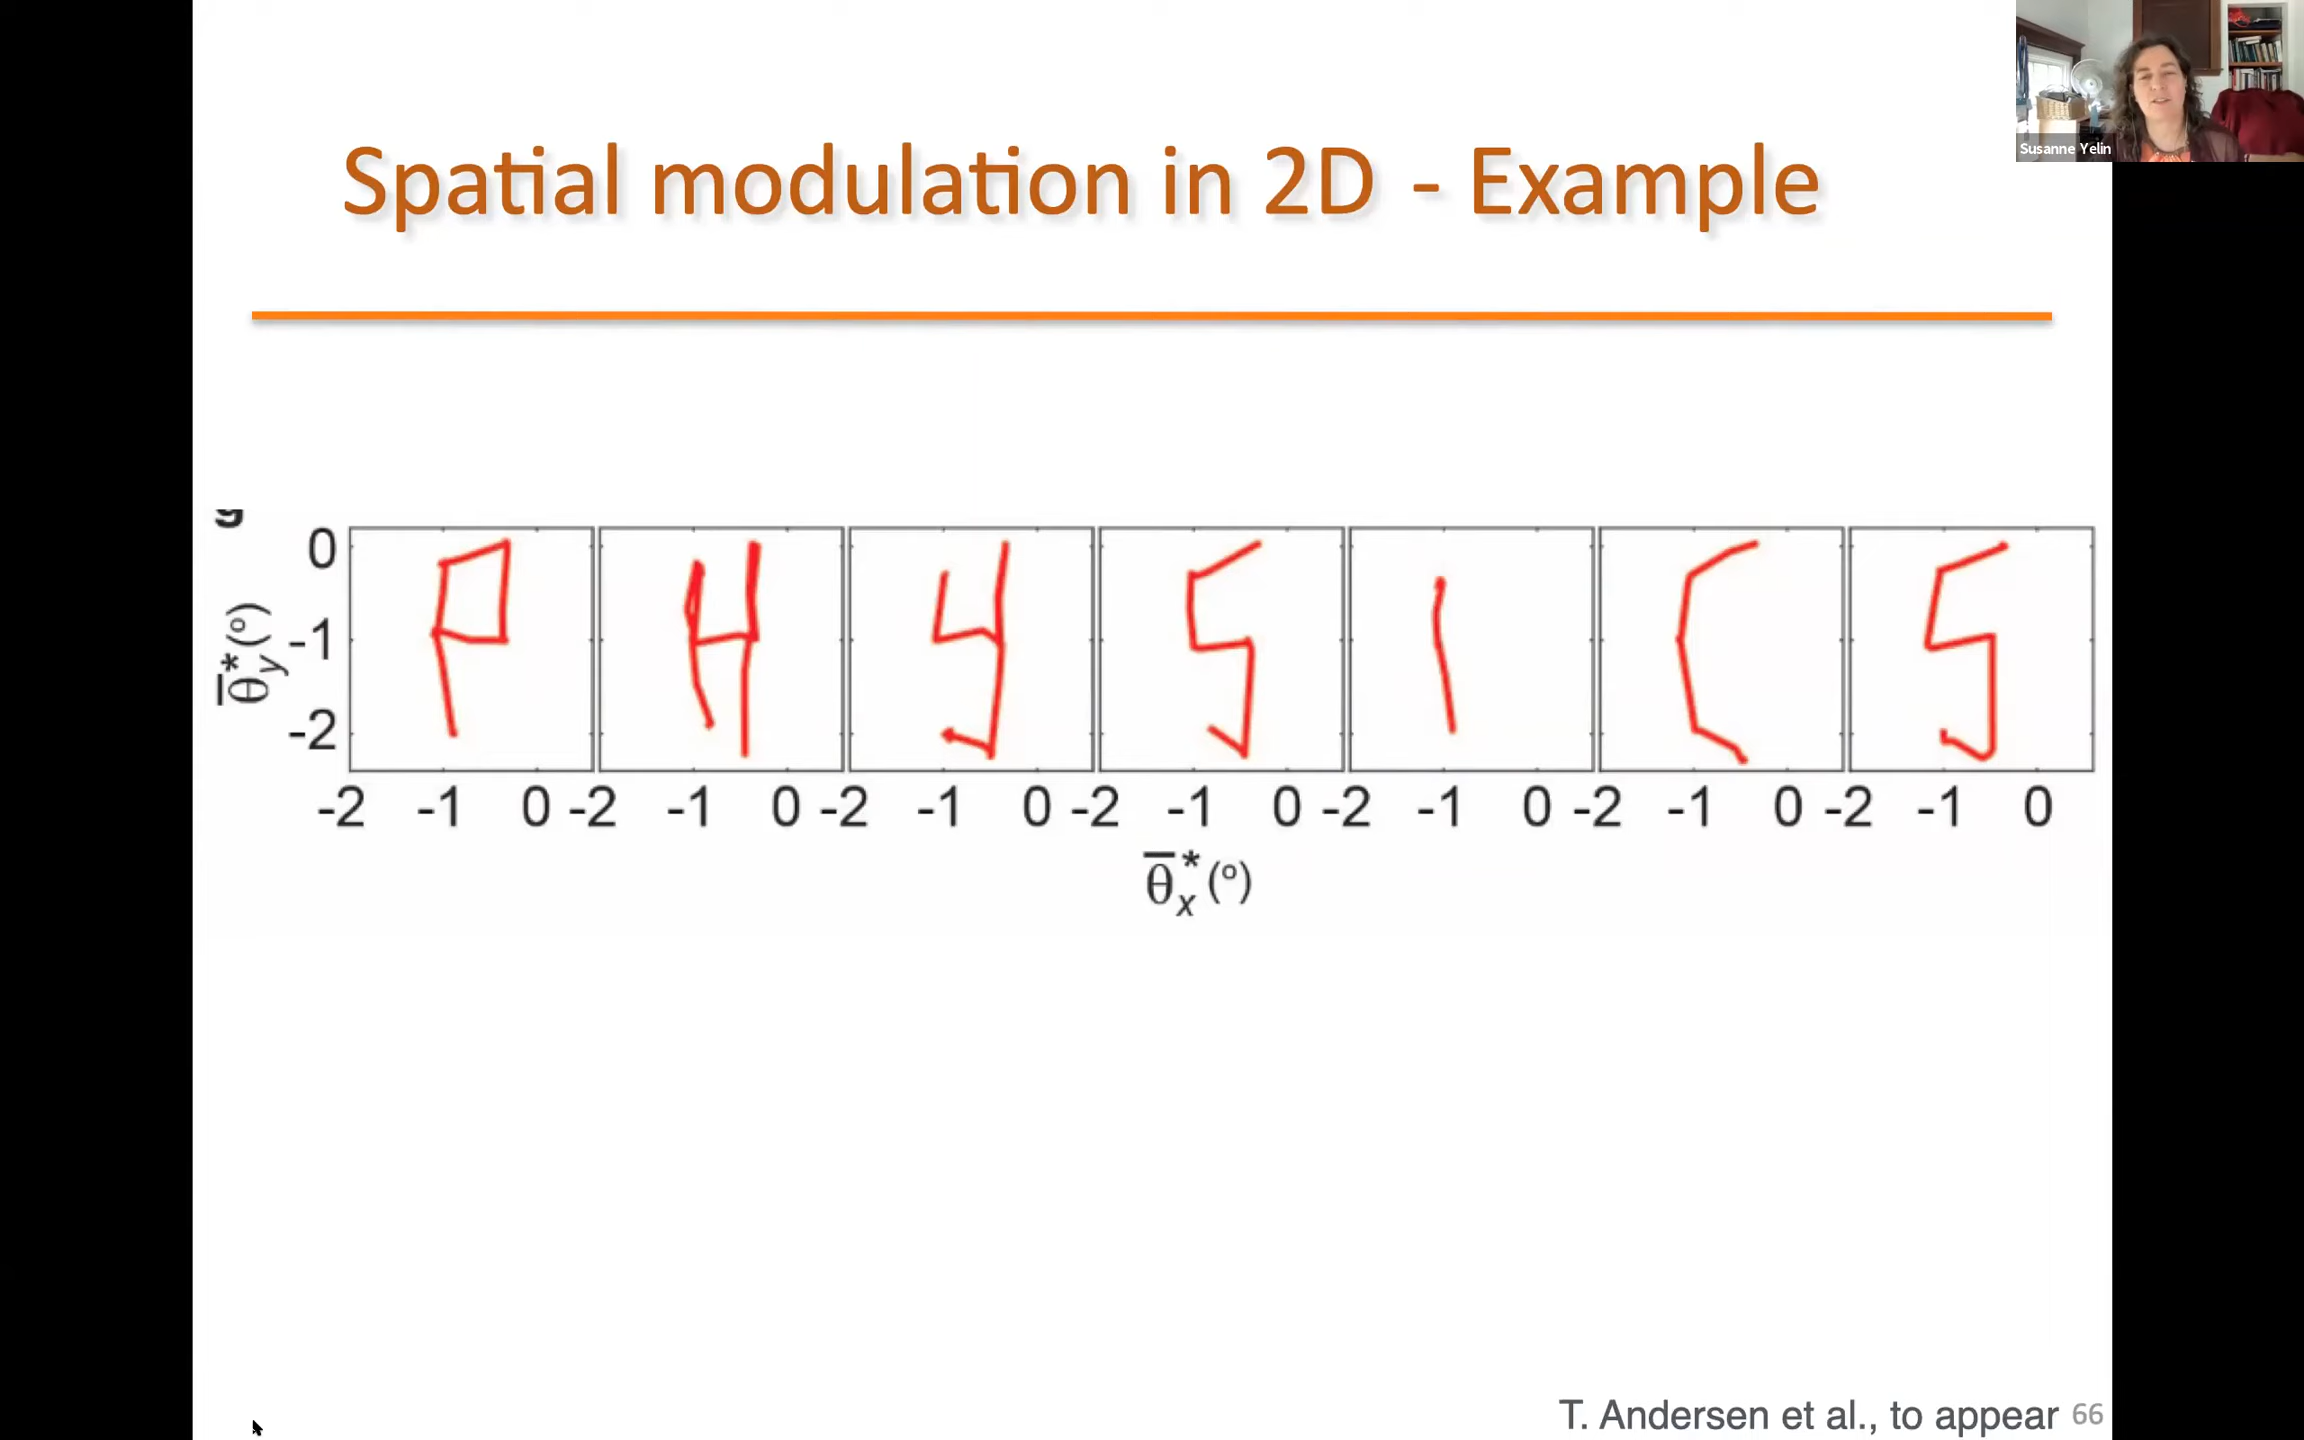 Susanne Yelin
Spatial modulation in 2D - Example
P H Y S I C S
0
-1
-2
θ̄*y(°)
-2 -1 0 -2 -1 0 -2 -1 0 -2 -1 0 -2 -1 0 -2 -1 0 -2 -1 0
θ̄*x(°)
T. Andersen et al., to appear 66